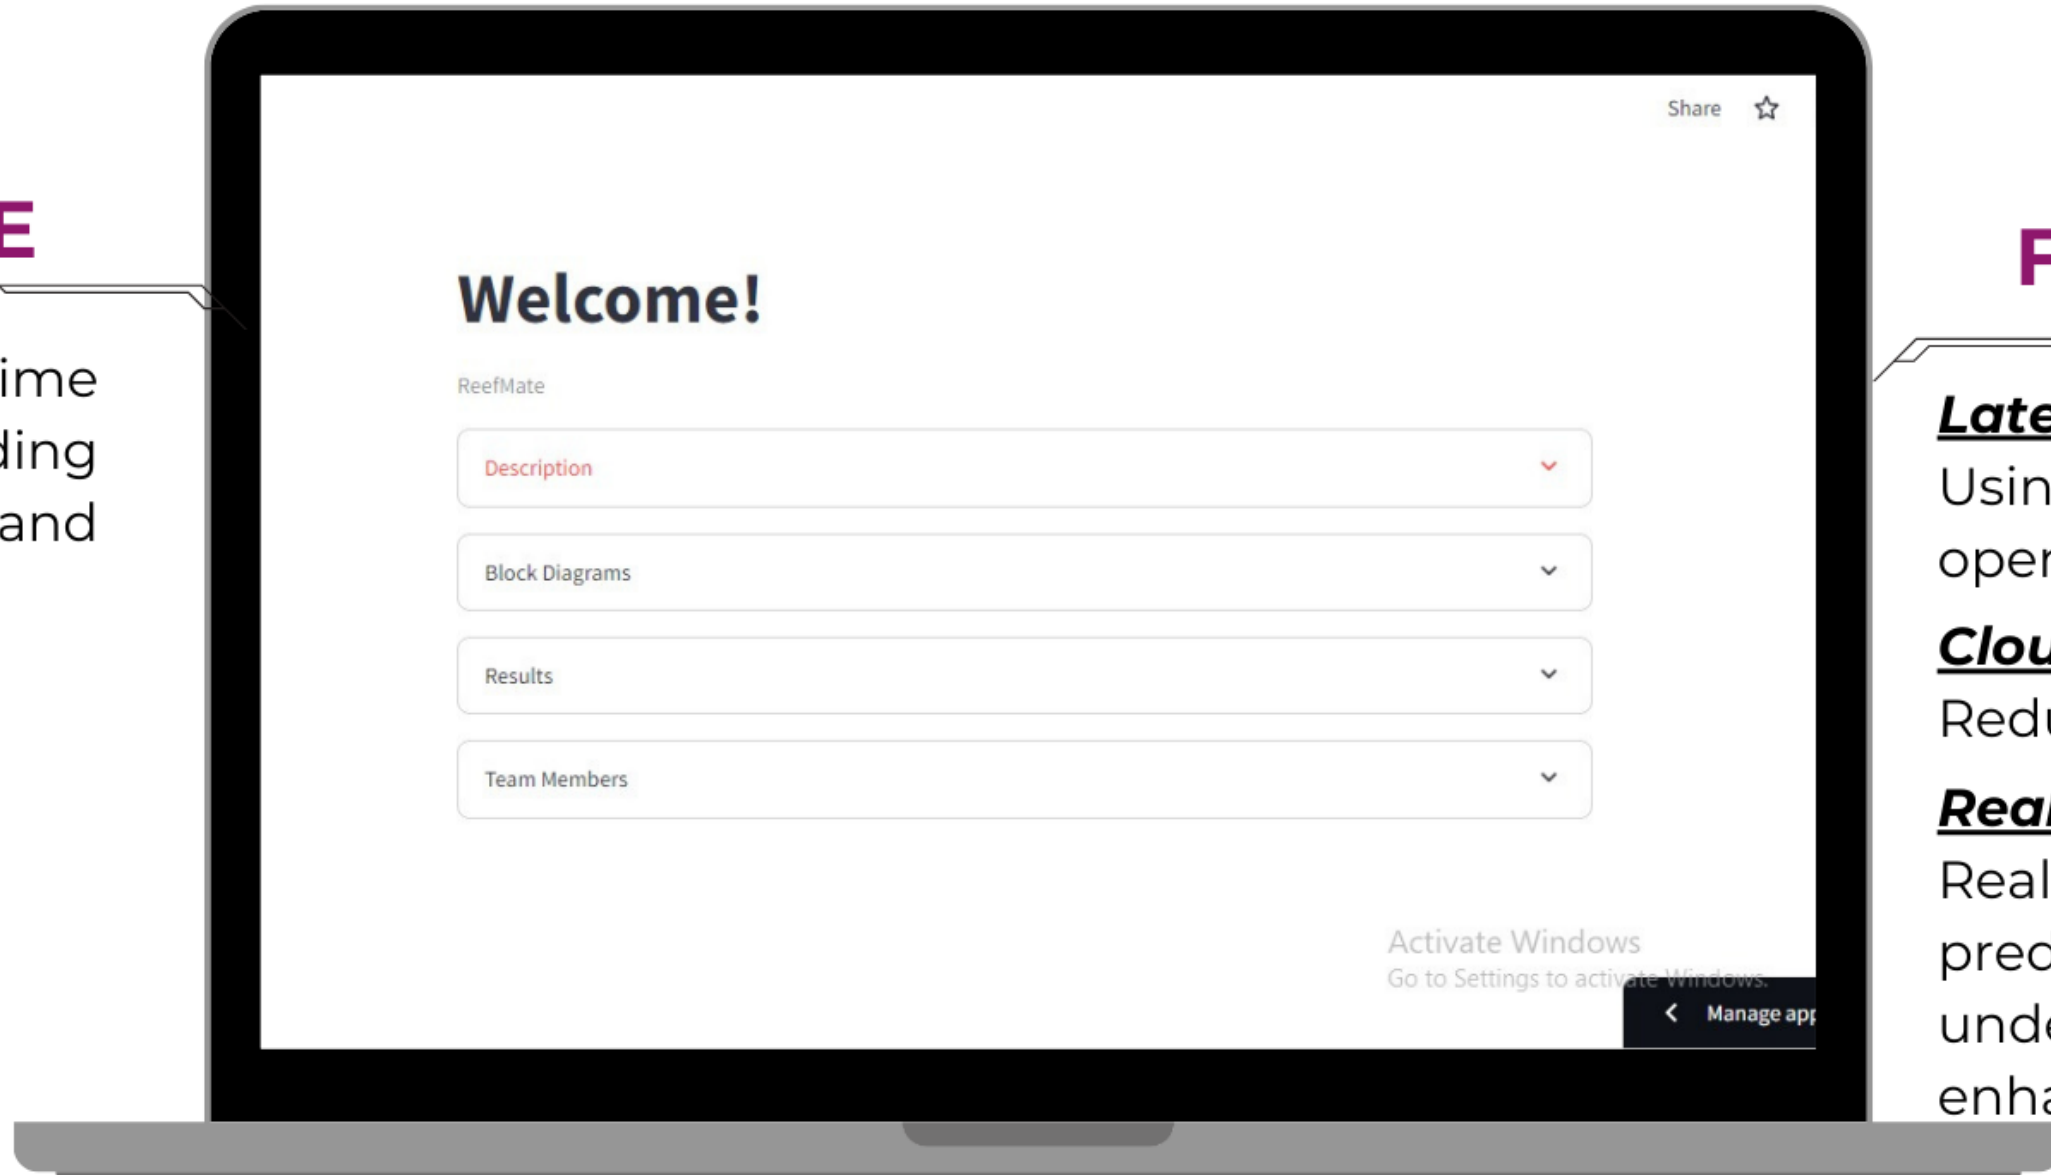 E
ime
ding
and
Share
Welcome!
ReefMate
Description
Block Diagrams
Results
Team Members
Activate Windows
Go to Settings to activate Windows.
Manage app
F
Late
Usin
oper
Clou
Redu
Real
Real
pred
unde
enha